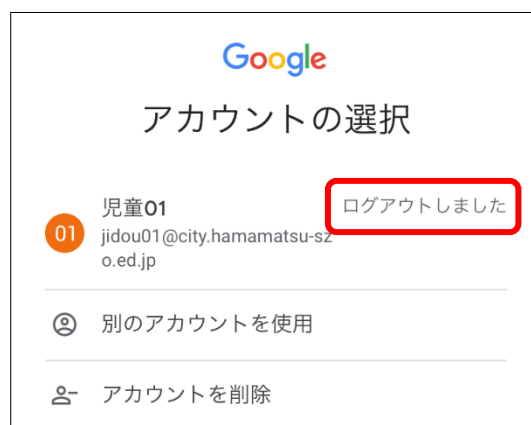 Google
アカウントの選択
児童01
ログアウトしました
01
jidou01@city.hamamatsu-sz
o.ed.jp
別のアカウントを使用
アカウントを削除